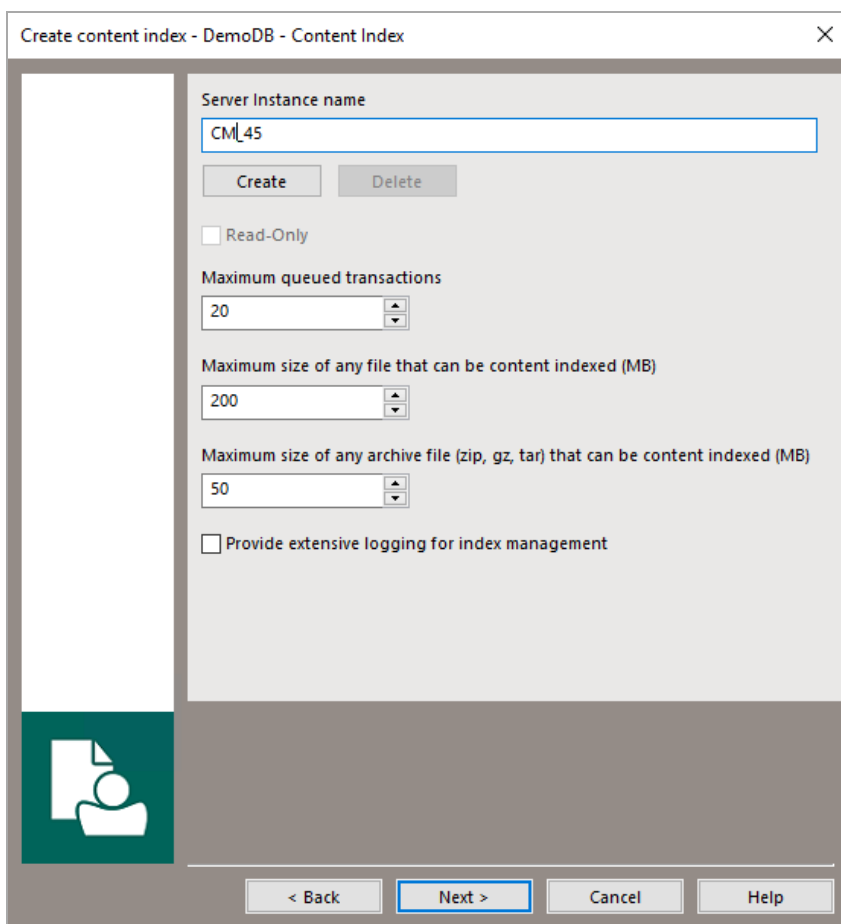 Create content index - DemoDB - Content Index
Server Instance name
CM_45
Create Delete
Read-Only
Maximum queued transactions
20
Maximum size of any file that can be content indexed (MB)
200
Maximum size of any archive file (zip, gz, tar) that can be content indexed (MB)
50
Provide extensive logging for index management
< Back Next > Cancel Help